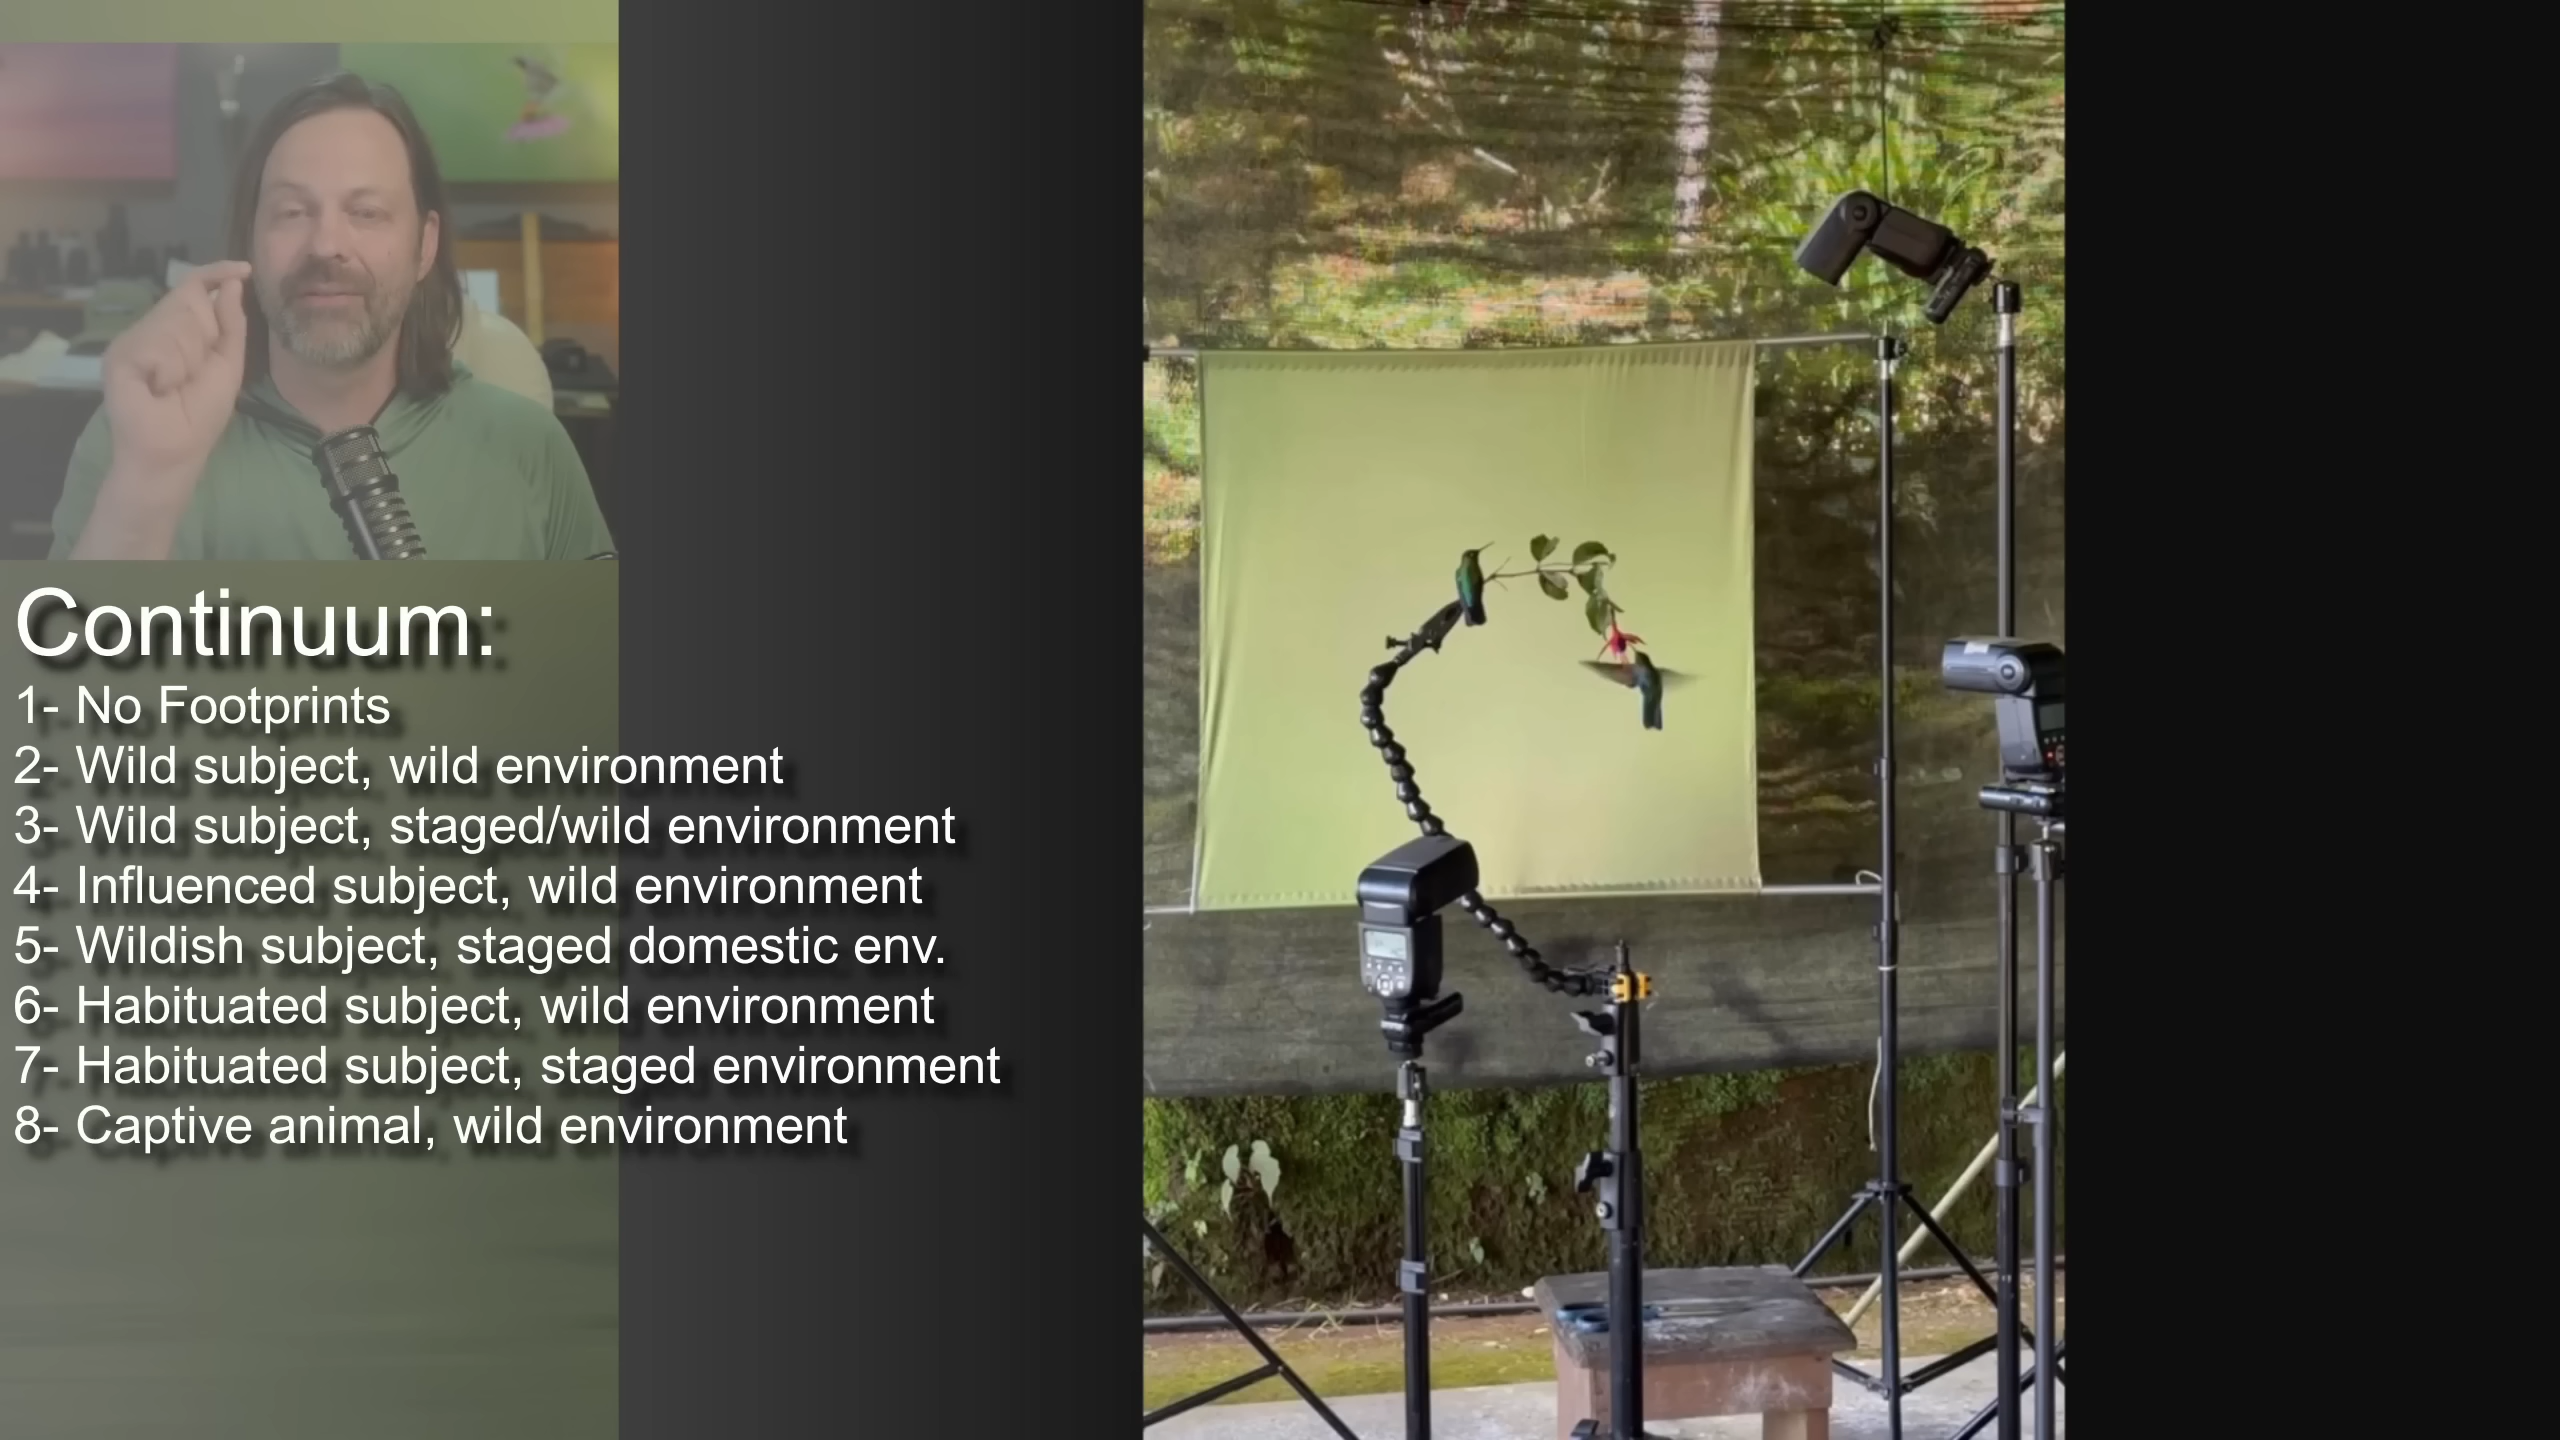 Continuum:
1- No Footprints
2- Wild subject, wild environment
3- Wild subject, staged/wild environment
4- Influenced subject, wild environment
5- Wildish subject, staged domestic env.
6- Habituated subject, wild environment
7- Habituated subject, staged environment
8- Captive animal, wild environment